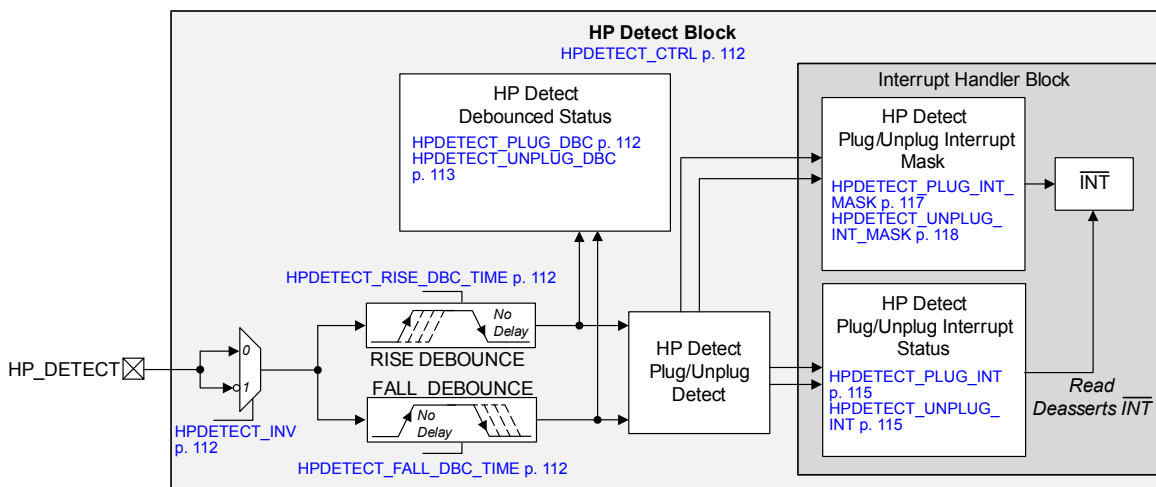 HP Detect Block
HPDETECT_CTRL p. 112
HP Detect
Debounced Status
HPDETECT_PLUG_DBC p. 112
HPDETECT_UNPLUG_DBC
p. 113
Interrupt Handler Block
HP Detect
Plug/Unplug Interrupt
Mask
HPDETECT_PLUG_INT_
MASK p. 117
HPDETECT_UNPLUG_
INT_MASK p. 118
INT
HPDETECT_RISE_DBC_TIME p. 112
No
Delay
RISE DEBOUNCE
HP_DETECT
0
1
HPDETECT_INV
p. 112
FALL DEBOUNCE
No
Delay
HPDETECT_FALL_DBC_TIME p. 112
HP Detect
Plug/Unplug
Detect
HP Detect
Plug/Unplug Interrupt
Status
HPDETECT_PLUG_INT
p. 115
HPDETECT_UNPLUG_
INT p. 115
Read
Deasserts INT